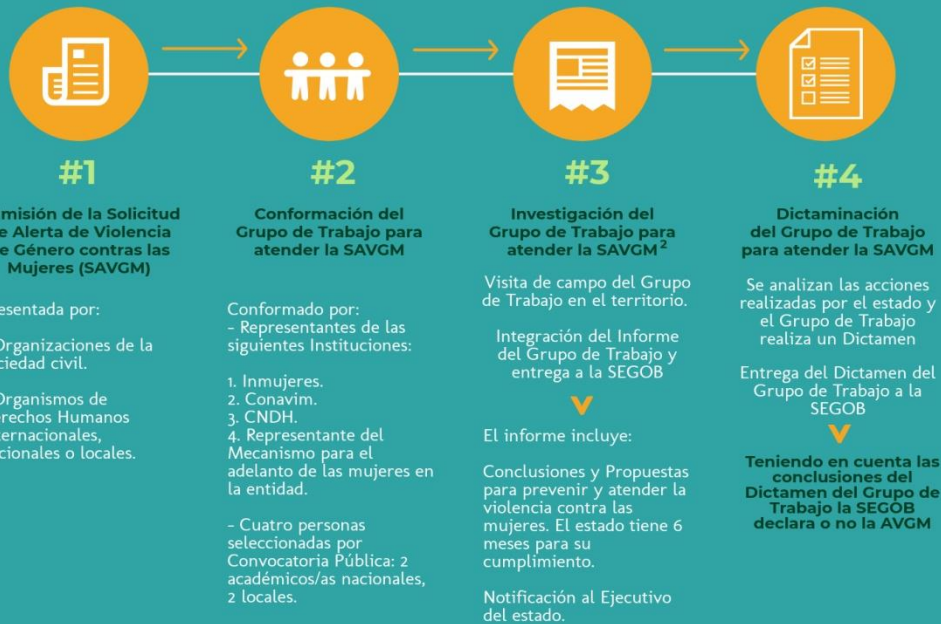 #1
misión de la Solicitud
e Alerta de Violencia
e Género contras las
Mujeres (SAVGM)
esentada por:
Organizaciones de la
ciedad civil.
Organismos de
rechos Humanos
ternacionales,
cionales o locales.
#2
Conformación del
Grupo de Trabajo para
atender la SAVGM
Conformado por:
– Representantes de las
siguientes Instituciones:
1. Inmujeres.
2. Conavim.
3. CNDH.
4. Representante del
Mecanismo para el
adelanto de las mujeres en
la entidad.
– Cuatro personas
seleccionadas por
Convocatoria Pública: 2
académicos/as nacionales,
2 locales.
#3
Investigación del
Grupo de Trabajo para
atender la SAVGM²
Visita de campo del Grupo
de Trabajo en el territorio.
Integración del Informe
del Grupo de Trabajo y
entrega a la SEGOB
El informe incluye:
Conclusiones y Propuestas
para prevenir y atender la
violencia contra las
mujeres. El estado tiene 6
meses para su
cumplimiento.
Notificación al Ejecutivo
del estado.
#4
Dictaminación
del Grupo de Trabajo
para atender la SAVGM
Se analizan las acciones
realizadas por el estado y
el Grupo de Trabajo
realiza un Dictamen
Entrega del Dictamen del
Grupo de Trabajo a la
SEGOB
Teniendo en cuenta las
conclusiones del
Dictamen del Grupo de
Trabajo la SEGOB
declara o no la AVGM